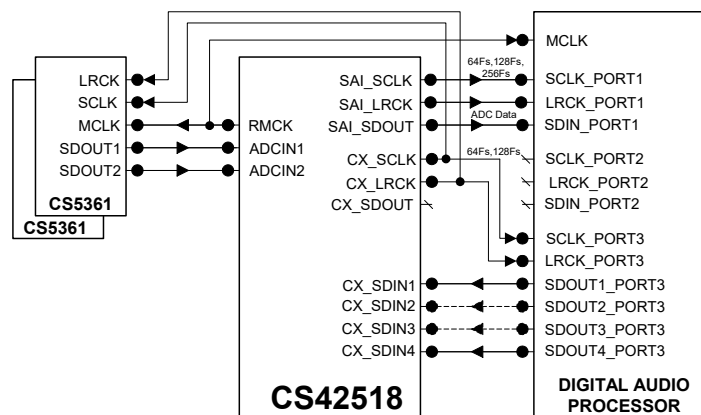 LRCK
SCLK
MCLK
SDOUT1
SDOUT2
CS5361
CS5361
RMCK
ADCIN1
ADCIN2
SAI_SCLK
SAI_LRCK
SAI_SDOUT
CX_SCLK
CX_LRCK
CX_SDOUT
CX_SDIN1
CX_SDIN2
CX_SDIN3
CX_SDIN4
CS42518
64Fs,128Fs,
256Fs
ADC Data
64Fs,128Fs
MCLK
SCLK_PORT1
LRCK_PORT1
SDIN_PORT1
SCLK_PORT2
LRCK_PORT2
SDIN_PORT2
SCLK_PORT3
LRCK_PORT3
SDOUT1_PORT3
SDOUT2_PORT3
SDOUT3_PORT3
SDOUT4_PORT3
DIGITAL AUDIO
PROCESSOR